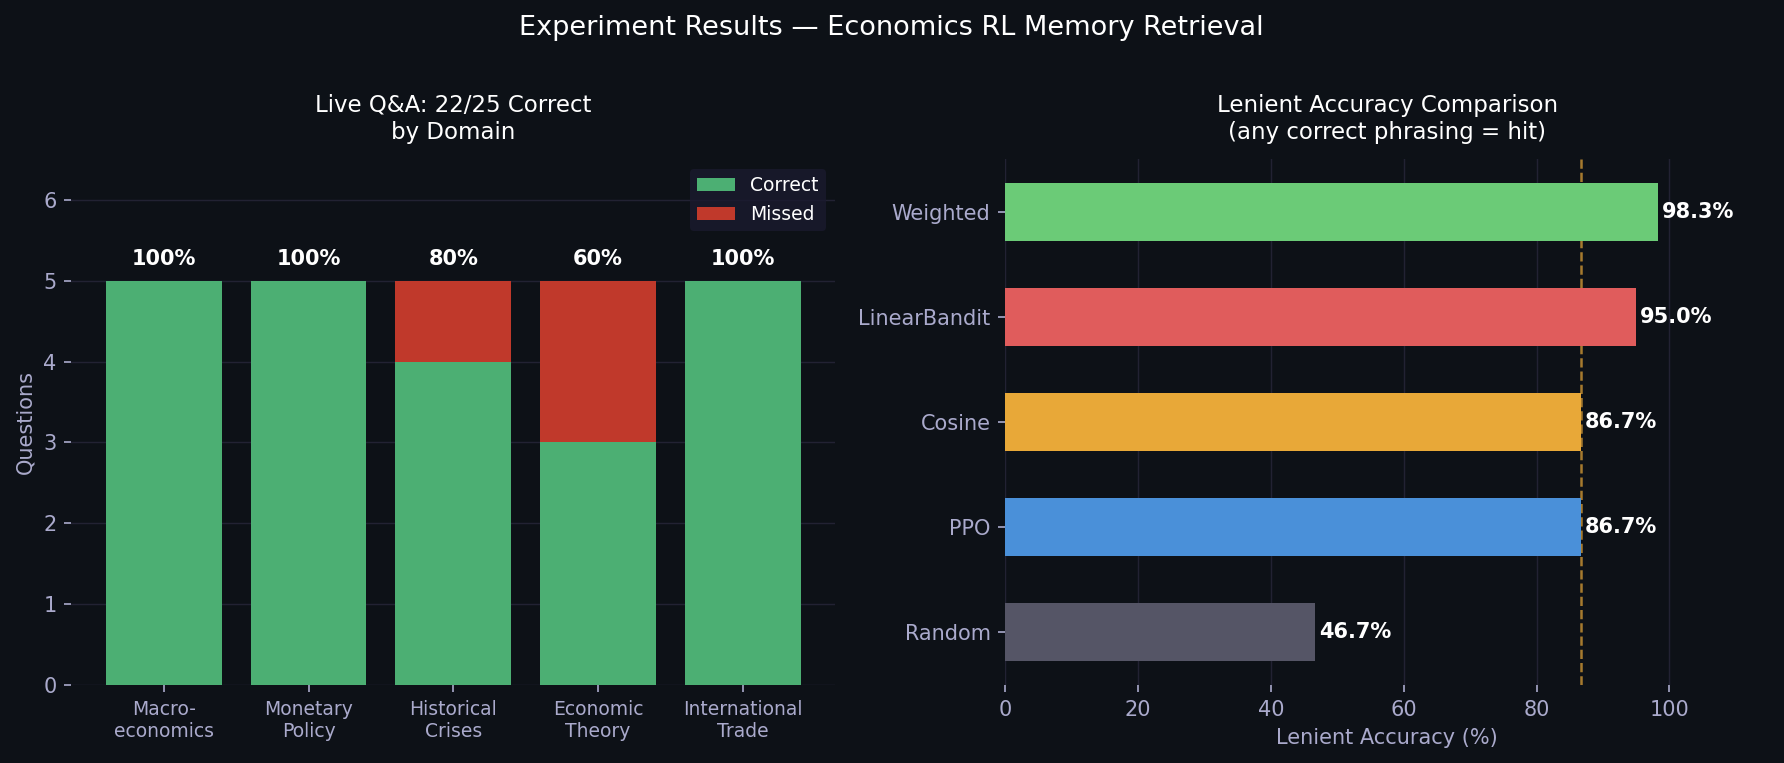 Experiment Results — Economics RL Memory Retrieval
Live Q&A: 22/25 Correct
by Domain
Correct
Missed
Questions
6
5
4
3
2
1
0
100%
100%
80%
60%
100%
Macro-
economics
Monetary
Policy
Historical
Crises
Economic
Theory
International
Trade
Lenient Accuracy Comparison
(any correct phrasing = hit)
Weighted
98.3%
LinearBandit
95.0%
Cosine
86.7%
PPO
86.7%
Random
46.7%
0
20
40
60
80
100
Lenient Accuracy (%)